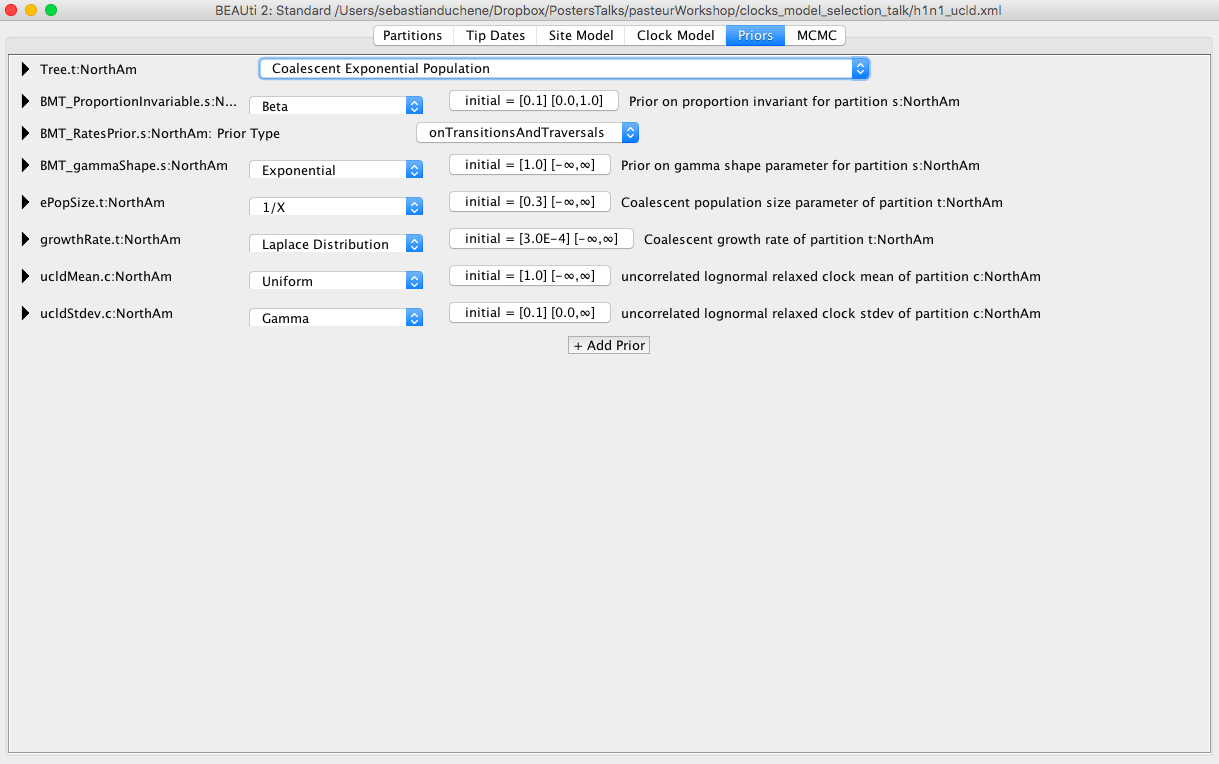 BEAUti 2: Standard /Users/sebastianduchene/Dropbox/PostersTalks/pasteurWorkshop/clocks_model_selection_talk/h1n1_ucld.xml
Partitions Tip Dates Site Model Clock Model Priors MCMC
Tree.t:NorthAm Coalescent Exponential Population
BMT_ProportionInvariable.s:N... Beta initial = [0.1] [0.0,1.0] Prior on proportion invariant for partition s:NorthAm
BMT_RatesPrior.s:NorthAm: Prior Type onTransitionsAndTraversals
BMT_gammaShape.s:NorthAm Exponential initial = [1.0] [-∞,∞] Prior on gamma shape parameter for partition s:NorthAm
ePopSize.t:NorthAm 1/X initial = [0.3] [-∞,∞] Coalescent population size parameter of partition t:NorthAm
growthRate.t:NorthAm Laplace Distribution initial = [3.0E-4] [-∞,∞] Coalescent growth rate of partition t:NorthAm
ucldMean.c:NorthAm Uniform initial = [1.0] [-∞,∞] uncorrelated lognormal relaxed clock mean of partition c:NorthAm
ucldStdev.c:NorthAm Gamma initial = [0.1] [0.0,∞] uncorrelated lognormal relaxed clock stdev of partition c:NorthAm
+ Add Prior